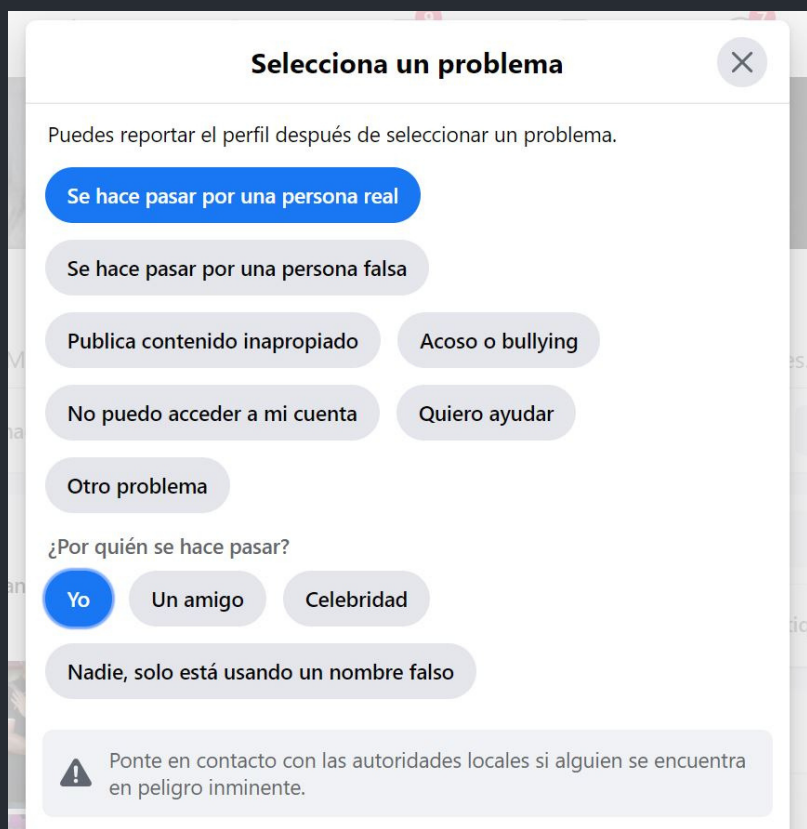 Selecciona un problema
Puedes reportar el perfil después de seleccionar un problema.
Se hace pasar por una persona real
Se hace pasar por una persona falsa
Publica contenido inapropiado Acoso o bullying
No puedo acceder a mi cuenta Quiero ayudar
Otro problema
¿Por quién se hace pasar?
Yo Un amigo Celebridad
Nadie, solo está usando un nombre falso
Ponte en contacto con las autoridades locales si alguien se encuentra
en peligro inminente.